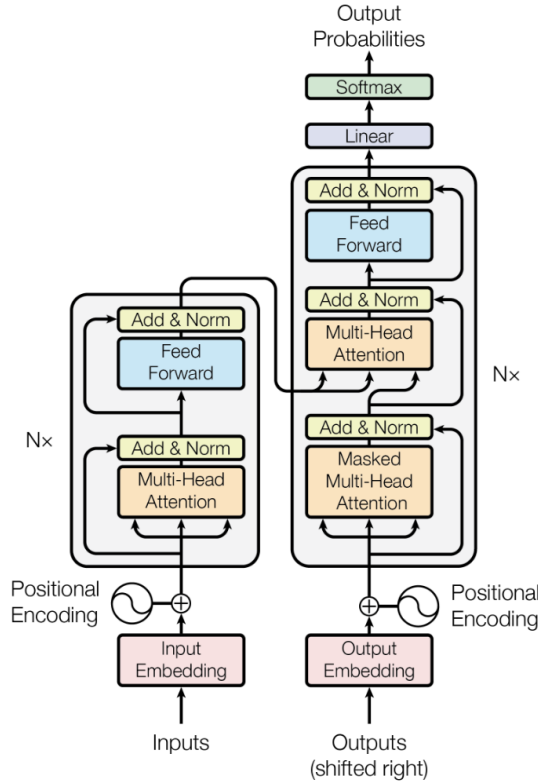 Output
Probabilities
Softmax
Linear
Add & Norm
Feed
Forward
Add & Norm
Multi-Head
Attention
Add & Norm
Masked
Multi-Head
Attention
N×
Add & Norm
Feed
Forward
Add & Norm
Multi-Head
Attention
N×
Positional
Encoding
Positional
Encoding
Input
Embedding
Output
Embedding
Inputs
Outputs
(shifted right)